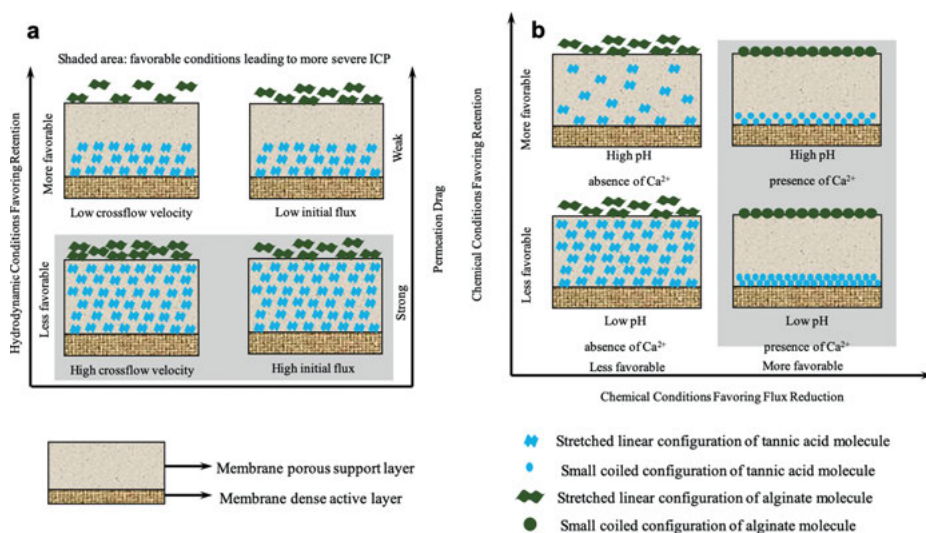 a
Shaded area: favorable conditions leading to more severe ICP
Hydrodynamic Conditions Favoring Retention
More favorable
Less favorable
Low crossflow velocity
Low initial flux
High crossflow velocity
High initial flux
Weak
Strong
Permeation Drag
b
Chemical Conditions Favoring Retention
More favorable
Less favorable
High pH
absence of Ca²⁺
High pH
presence of Ca²⁺
Low pH
absence of Ca²⁺
Less favorable
Low pH
presence of Ca²⁺
More favorable
Chemical Conditions Favoring Flux Reduction
Membrane porous support layer
Membrane dense active layer
Stretched linear configuration of tannic acid molecule
Small coiled configuration of tannic acid molecule
Stretched linear configuration of alginate molecule
Small coiled configuration of alginate molecule